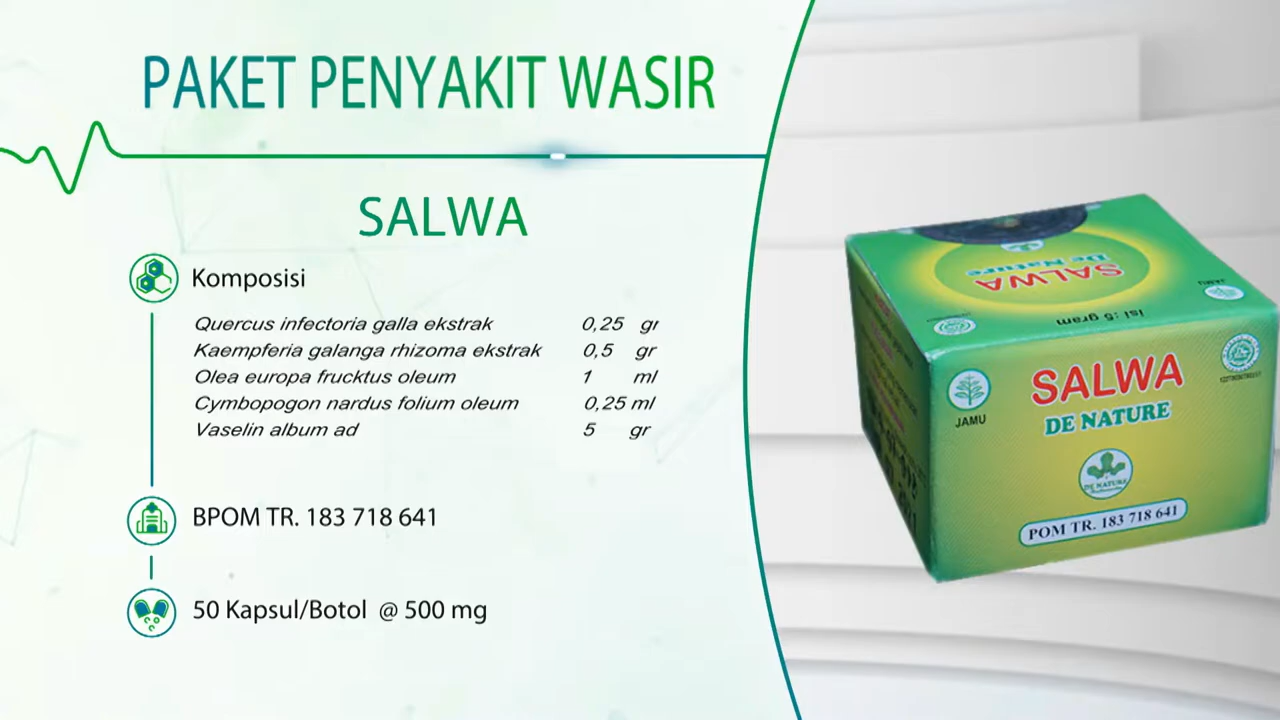 PAKET PENYAKIT WASIR
SALWA
Komposisi
Quercus infectoria galla ekstrak 0,25 gr
Kaempferia galanga rhizoma ekstrak 0,5 gr
Olea europa frucktus oleum 1 ml
Cymbopogon nardus folium oleum 0,25 ml
Vaselin album ad 5 gr
BPOM TR. 183 718 641
50 Kapsul/Botol @ 500 mg
SALWA
De Nature
JAMU
Isi : 5 gram
SALWA
DE NATURE
JAMU
DE NATURE
POM TR. 183 718 641